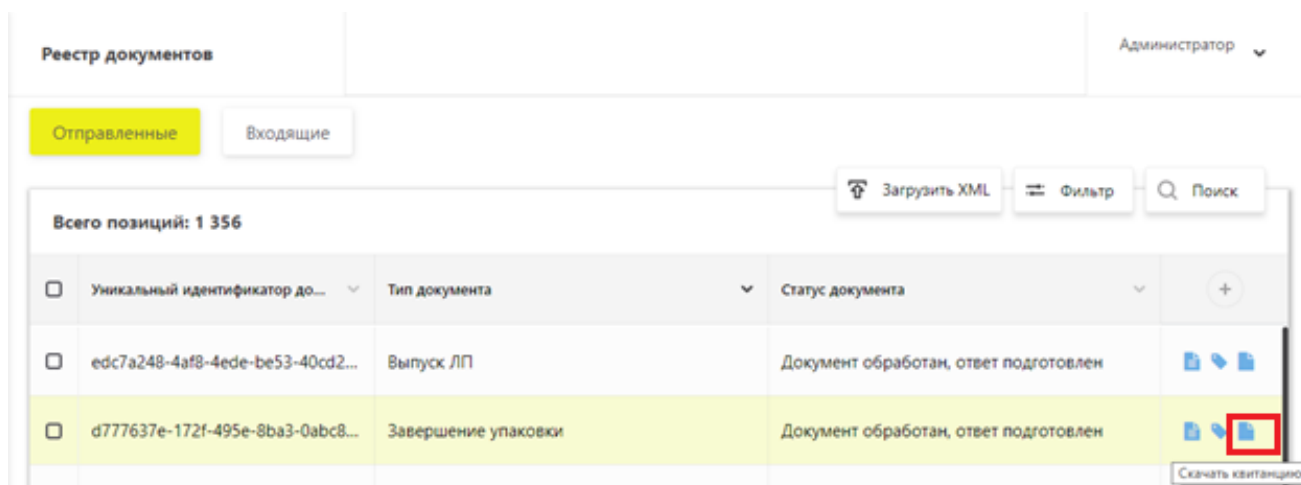 Реестр документов
Администратор
Отправленные
Входящие
Загрузить XML
Фильтр
Поиск
Всего позиций: 1 356
Уникальный идентификатор до...
Тип документа
Статус документа
edc7a248-4af8-4ede-be53-40cd2...
Выпуск ЛП
Документ обработан, ответ подготовлен
d777637e-172f-495e-8ba3-0abc8...
Завершение упаковки
Документ обработан, ответ подготовлен
Скачать квитанцию